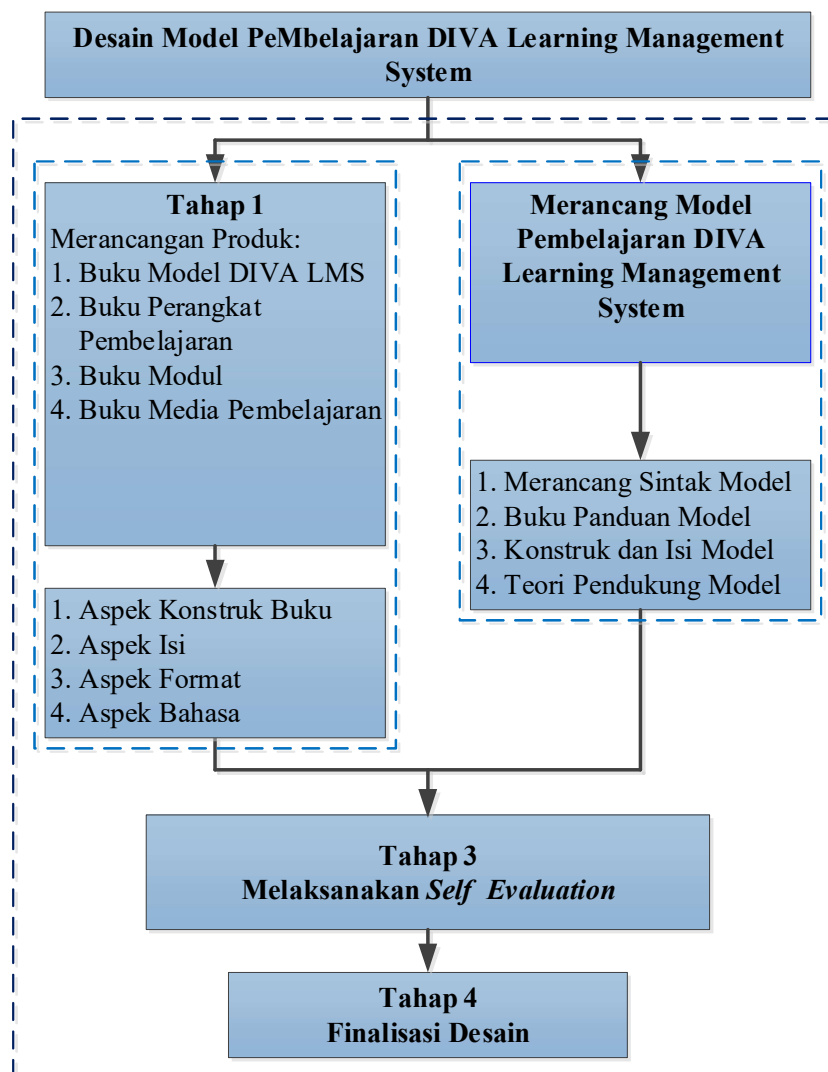 Desain Model PeMbelajaran DIVA Learning Management
System
Tahap 1
Merancangan Produk:
1. Buku Model DIVA LMS
2. Buku Perangkat
Pembelajaran
3. Buku Modul
4. Buku Media Pembelajaran
1. Aspek Konstruk Buku
2. Aspek Isi
3. Aspek Format
4. Aspek Bahasa
Merancang Model
Pembelajaran DIVA
Learning Management
System
1. Merancang Sintak Model
2. Buku Panduan Model
3. Konstruk dan Isi Model
4. Teori Pendukung Model
Tahap 3
Melaksanakan Self Evaluation
Tahap 4
Finalisasi Desain